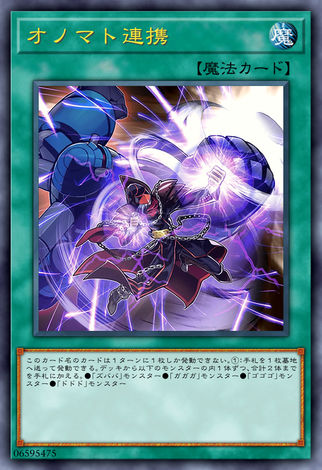 オノマト連携
魔
【魔法カード】
このカード名のカードは1ターンに1枚しか発動できない。①：手札を1枚墓地
へ送って発動できる。デッキから以下のモンスターの内1体ずつ、合計2体まで
を手札に加える。●「ズババ」モンスター●「ガガガ」モンスター●「ゴゴゴ」モン
スター●「ドドド」モンスター
06595475